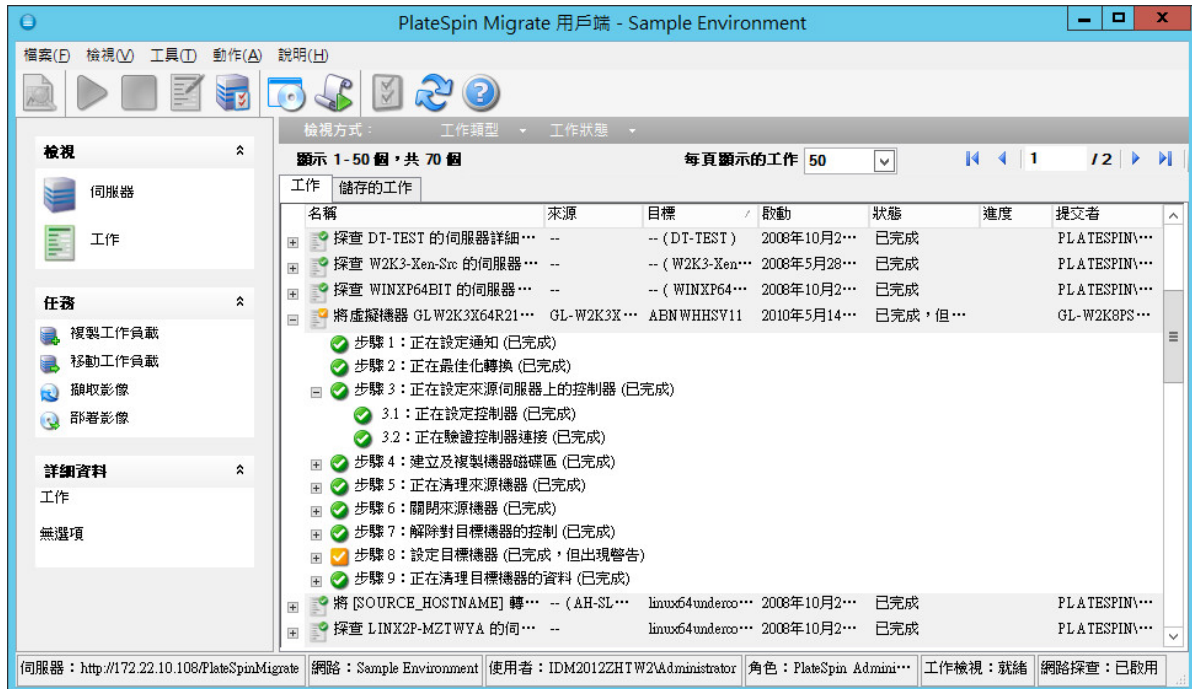 PlateSpin Migrate 用戶端 - Sample Environment
檔案(F) 檢視(V) 工具(T) 動作(A) 說明(H)
檢視方式： 工作類型 工作狀態
檢視
伺服器
工作
任務
複製工作負載
移動工作負載
擷取影像
部署影像
詳細資料
工作
無選項
顯示 1-50 個，共 70 個 每頁顯示的工作 50 1 / 2
工作 儲存的工作
名稱 來源 目標 啟動 狀態 進度 提交者
探查 DT-TEST 的伺服器詳細… -- -- ( DT-TEST ) 2008年10月2… 已完成 PLATESPIN\…
探查 W2K3-Xen-Src 的伺服器… -- -- ( W2K3-Xen… 2008年5月28… 已完成 PLATESPIN\…
探查 WINXP64BIT 的伺服器… -- -- ( WINXP64… 2008年10月2… 已完成 PLATESPIN\…
將虛擬機器 GLW2K3X64R21… GL-W2K3X… ABNWHHSV11 2010年5月14… 已完成，但… GL-W2K8PS…
步驟 1：正在設定通知 (已完成)
步驟 2：正在最佳化轉換 (已完成)
步驟 3：正在設定來源伺服器上的控制器 (已完成)
3.1：正在設定控制器 (已完成)
3.2：正在驗證控制器連接 (已完成)
步驟 4：建立及複製機器磁碟區 (已完成)
步驟 5：正在清理來源機器 (已完成)
步驟 6：關閉來源機器 (已完成)
步驟 7：解除對目標機器的控制 (已完成)
步驟 8：設定目標機器 (已完成，但出現警告)
步驟 9：正在清理目標機器的資料 (已完成)
將 [SOURCE_HOSTNAME] 轉… -- ( AH-SL… linux64underco… 2008年10月2… 已完成 PLATESPIN\…
探查 LINX2P-MZTWYA 的伺… -- linux64underco… 2008年10月2… 已完成 PLATESPIN\…
伺服器：http://172.22.10.108/PlateSpinMigrate 網路：Sample Environment 使用者：IDM2012ZHTW2\Administrator 角色：PlateSpin Admini… 工作檢視：就緒 網路探查：已啟用